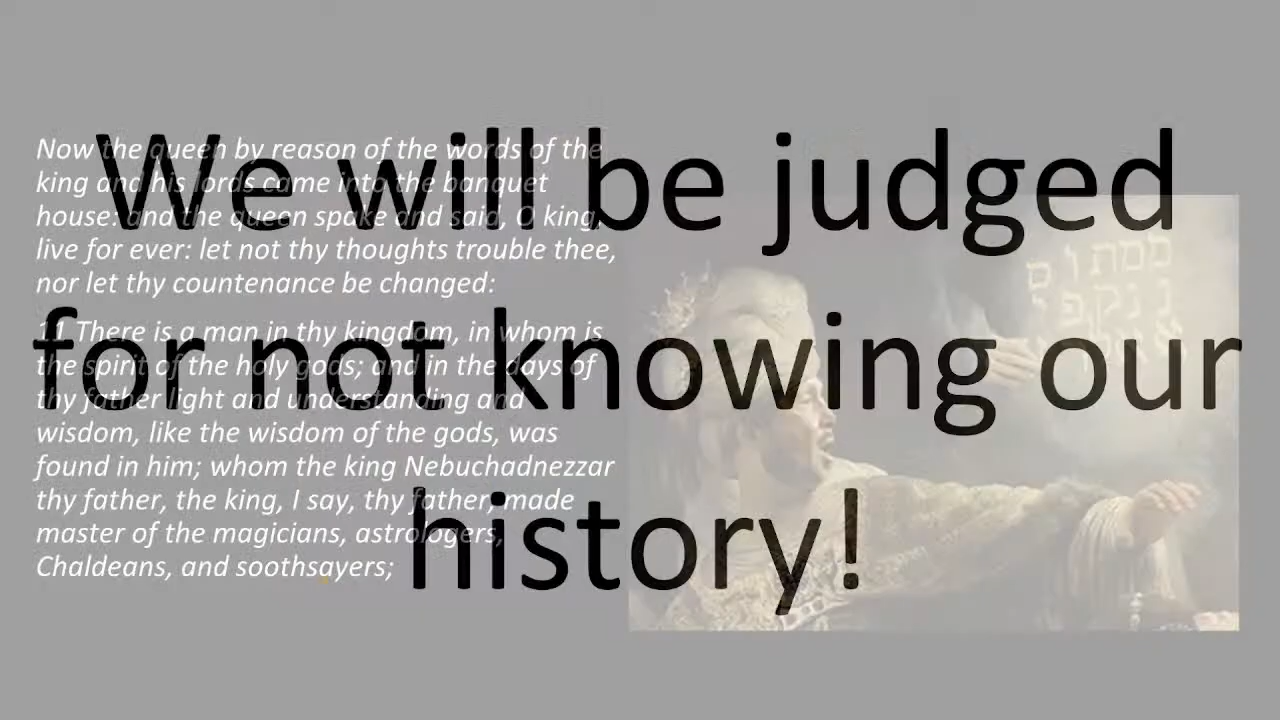 We will be judged
for not knowing our
history!
Now the queen by reason of the words of the
king and his lords came into the banquet
house: and the queen spake and said, O king,
live for ever: let not thy thoughts trouble thee,
nor let thy countenance be changed:
11 There is a man in thy kingdom, in whom is
the spirit of the holy gods; and in the days of
thy father light and understanding and
wisdom, like the wisdom of the gods, was
found in him; whom the king Nebuchadnezzar
thy father, the king, I say, thy father, made
master of the magicians, astrologers,
Chaldeans, and soothsayers;